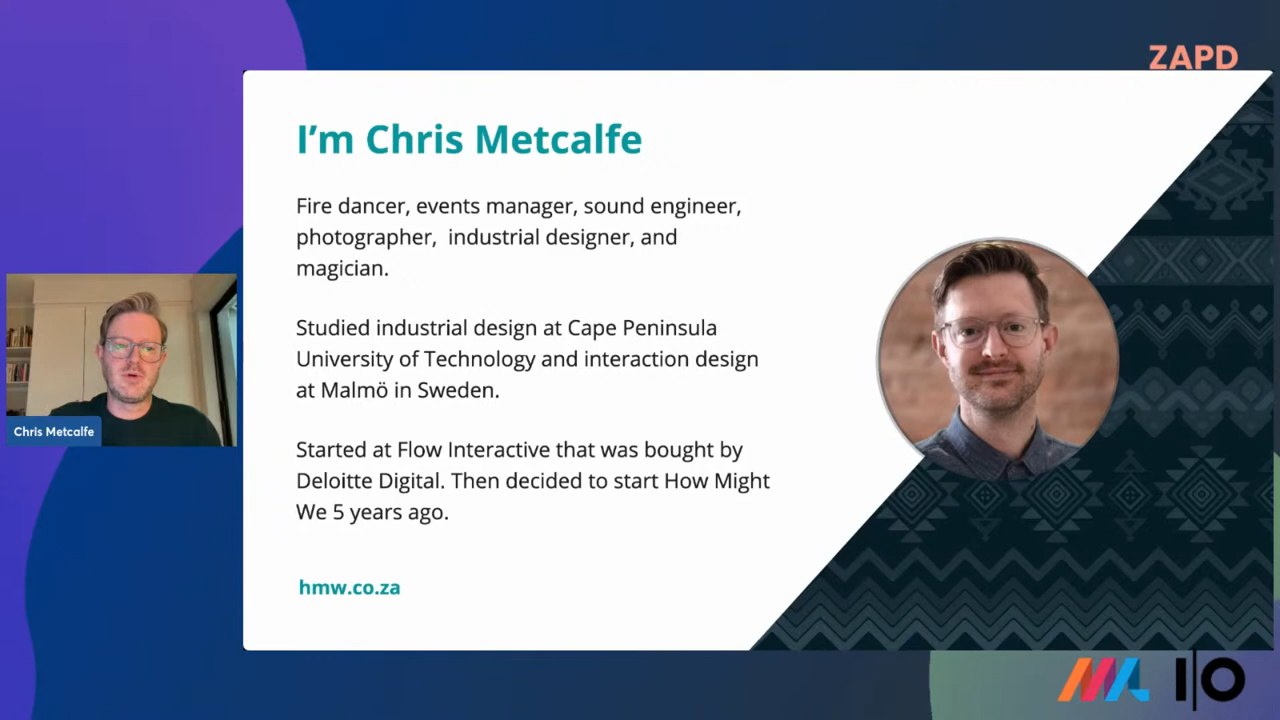 ZAPD
I'm Chris Metcalfe
Fire dancer, events manager, sound engineer,
photographer,  industrial designer, and
magician.
Studied industrial design at Cape Peninsula
University of Technology and interaction design
at Malmö in Sweden.
Started at Flow Interactive that was bought by
Deloitte Digital. Then decided to start How Might
We 5 years ago.
hmw.co.za
Chris Metcalfe
I|O